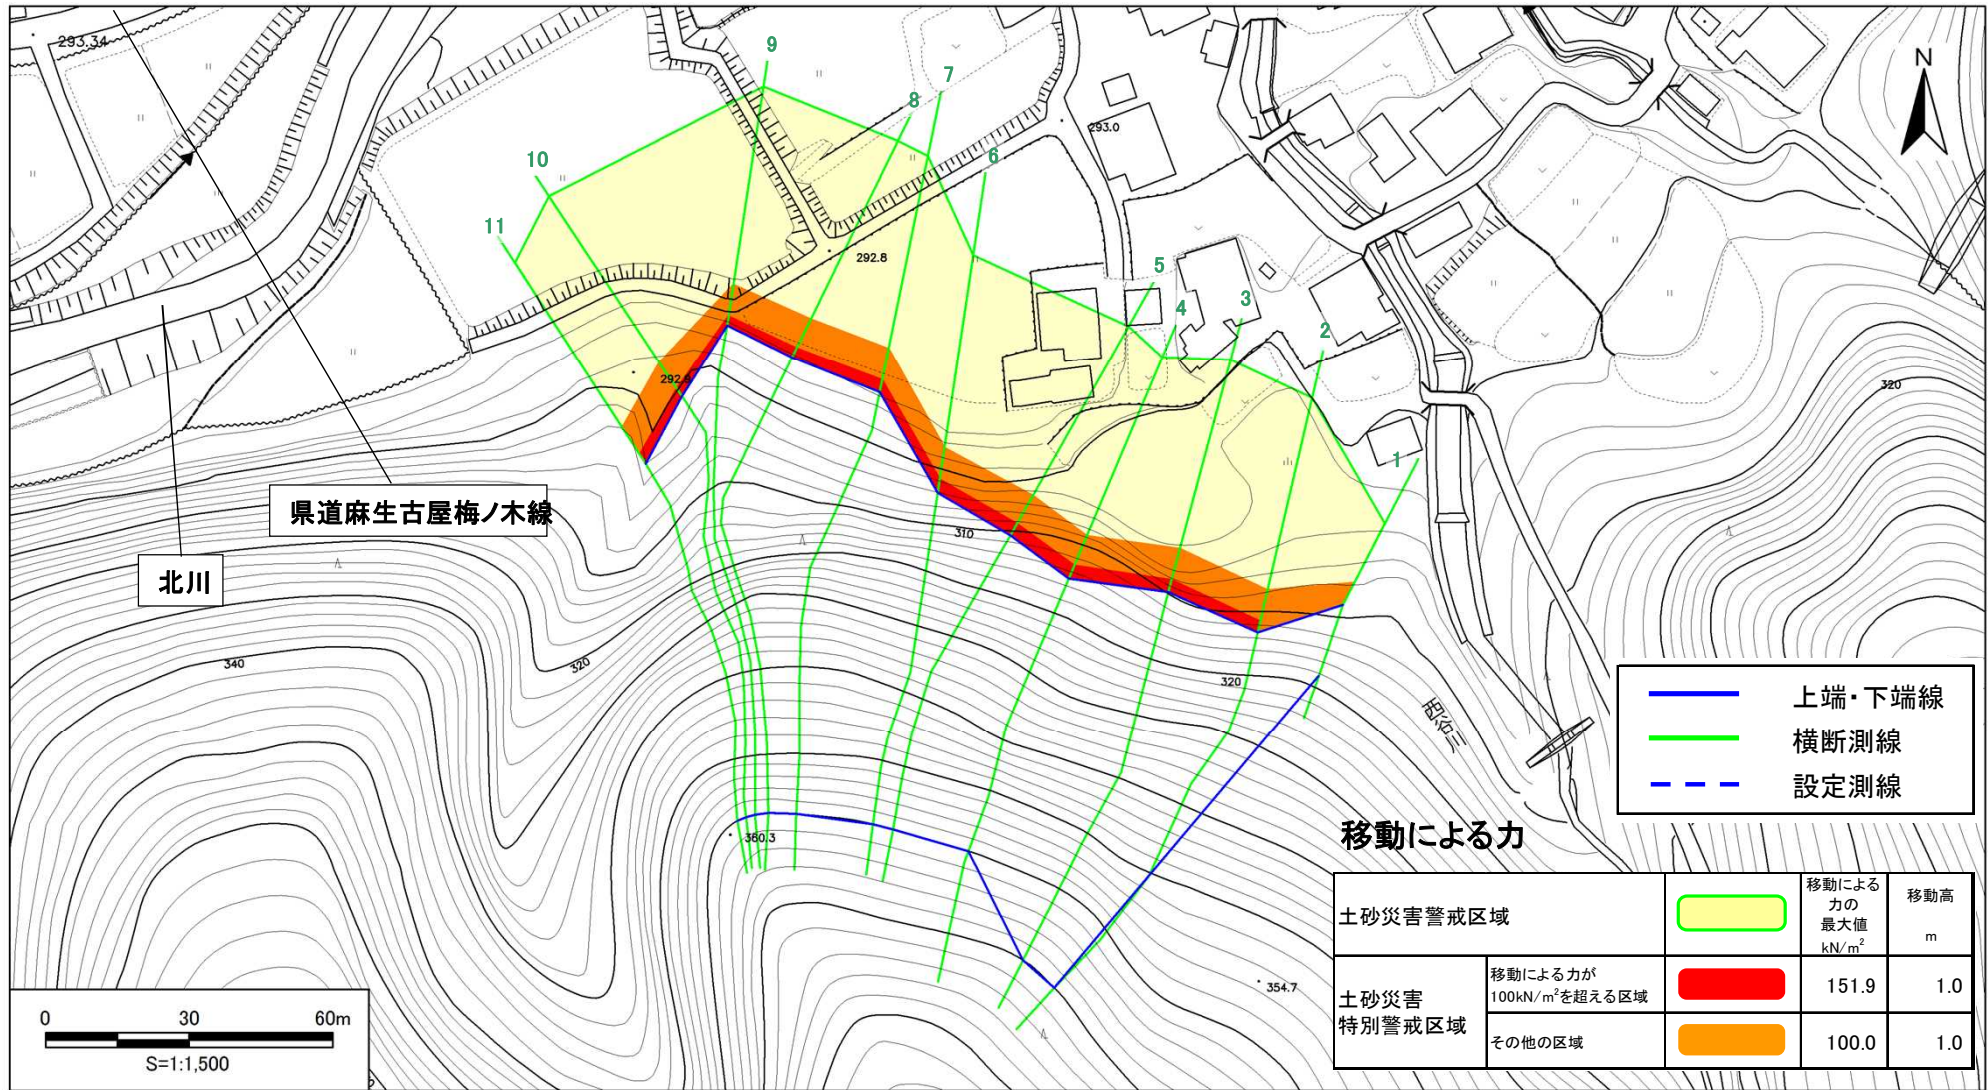 293.34
9
7
8
N
293.0
10
6
11
292.8
5
3
4
2
292.9
320
1
県道麻生古屋梅ノ木線
310
北川
340
320
320
西谷川
上端・下端線
横断測線
設定測線
360.3
354.7
移動による力
土砂災害警戒区域
移動による
力の
最大値
kN/m²
移動高
m
土砂災害
特別警戒区域
移動による力が
100kN/m²を超える区域
151.9
1.0
その他の区域
100.0
1.0
0 30 60m
S=1:1,500